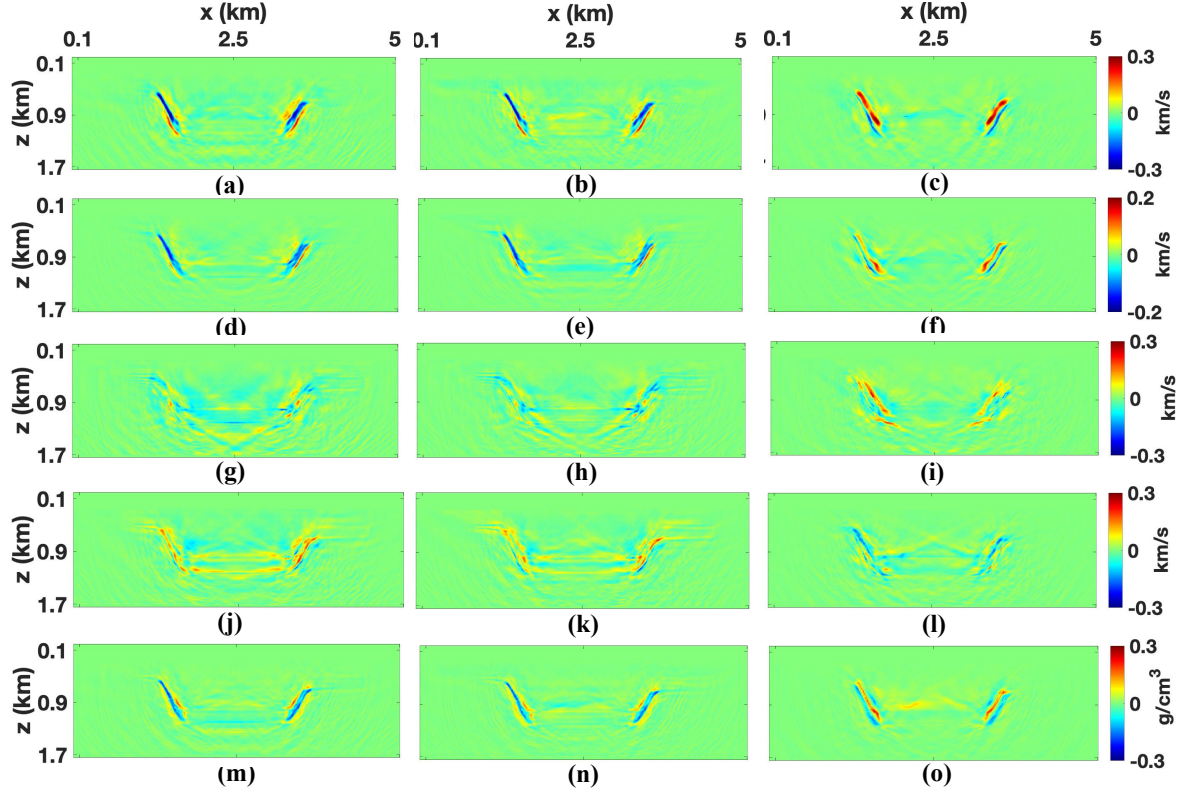 x (km) x (km) x (km)
0.1 2.5 5 0.1 2.5 5 0.1 2.5 5
z (km) 0.1 0.9 1.7 0.3 0 -0.3 km/s
(a) (b) (c)
z (km) 0.1 0.9 1.7 0.2 0 -0.2 km/s
(d) (e) (f)
z (km) 0.1 0.9 1.7 0.3 0 -0.3 km/s
(g) (h) (i)
z (km) 0.1 0.9 1.7 0.3 0 -0.3 km/s
(j) (k) (l)
z (km) 0.1 0.9 1.7 0.3 0 -0.3 g/cm³
(m) (n) (o)